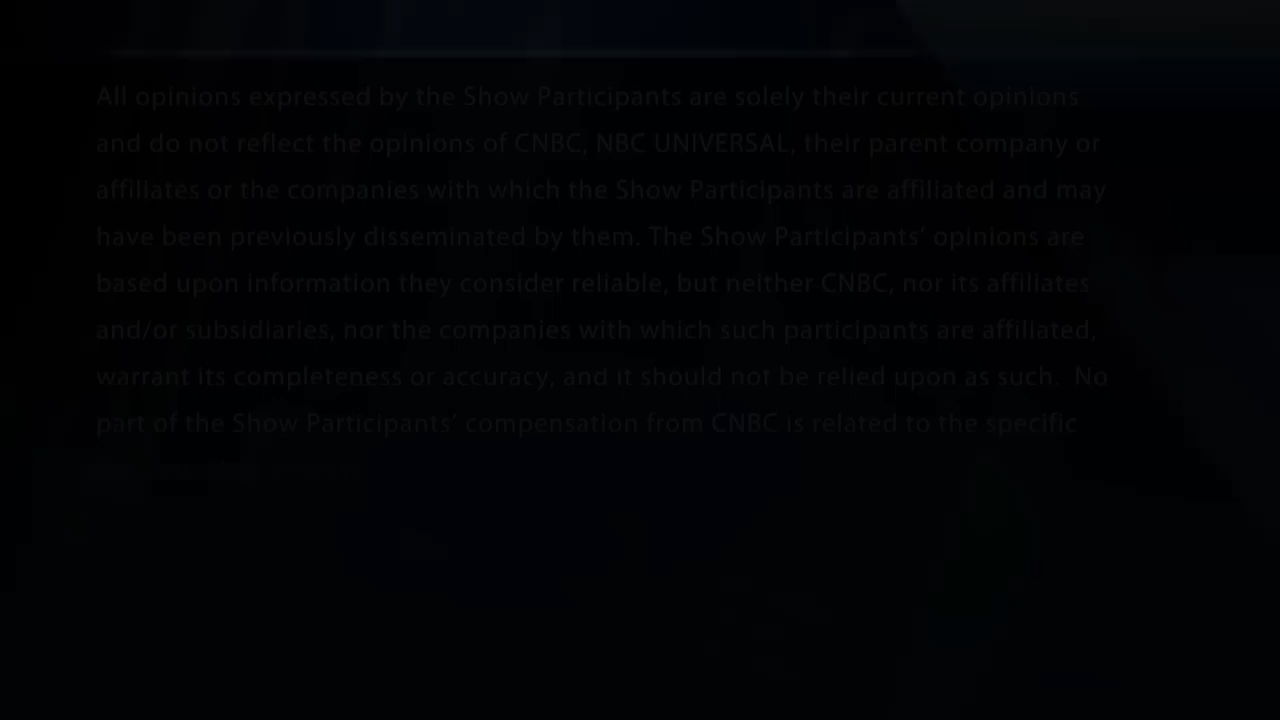 All opinions expressed by the Show Participants are solely their current opinions
and do not reflect the opinions of CNBC, NBC UNIVERSAL, their parent company or
affiliates or the companies with which the Show Participants are affiliated and may
have been previously disseminated by them. The Show Participants’ opinions are
based upon information they consider reliable, but neither CNBC, nor its affiliates
and/or subsidiaries, nor the companies with which such participants are affiliated,
warrant its completeness or accuracy, and it should not be relied upon as such.  No
part of the Show Participants’ compensation from CNBC is related to the specific